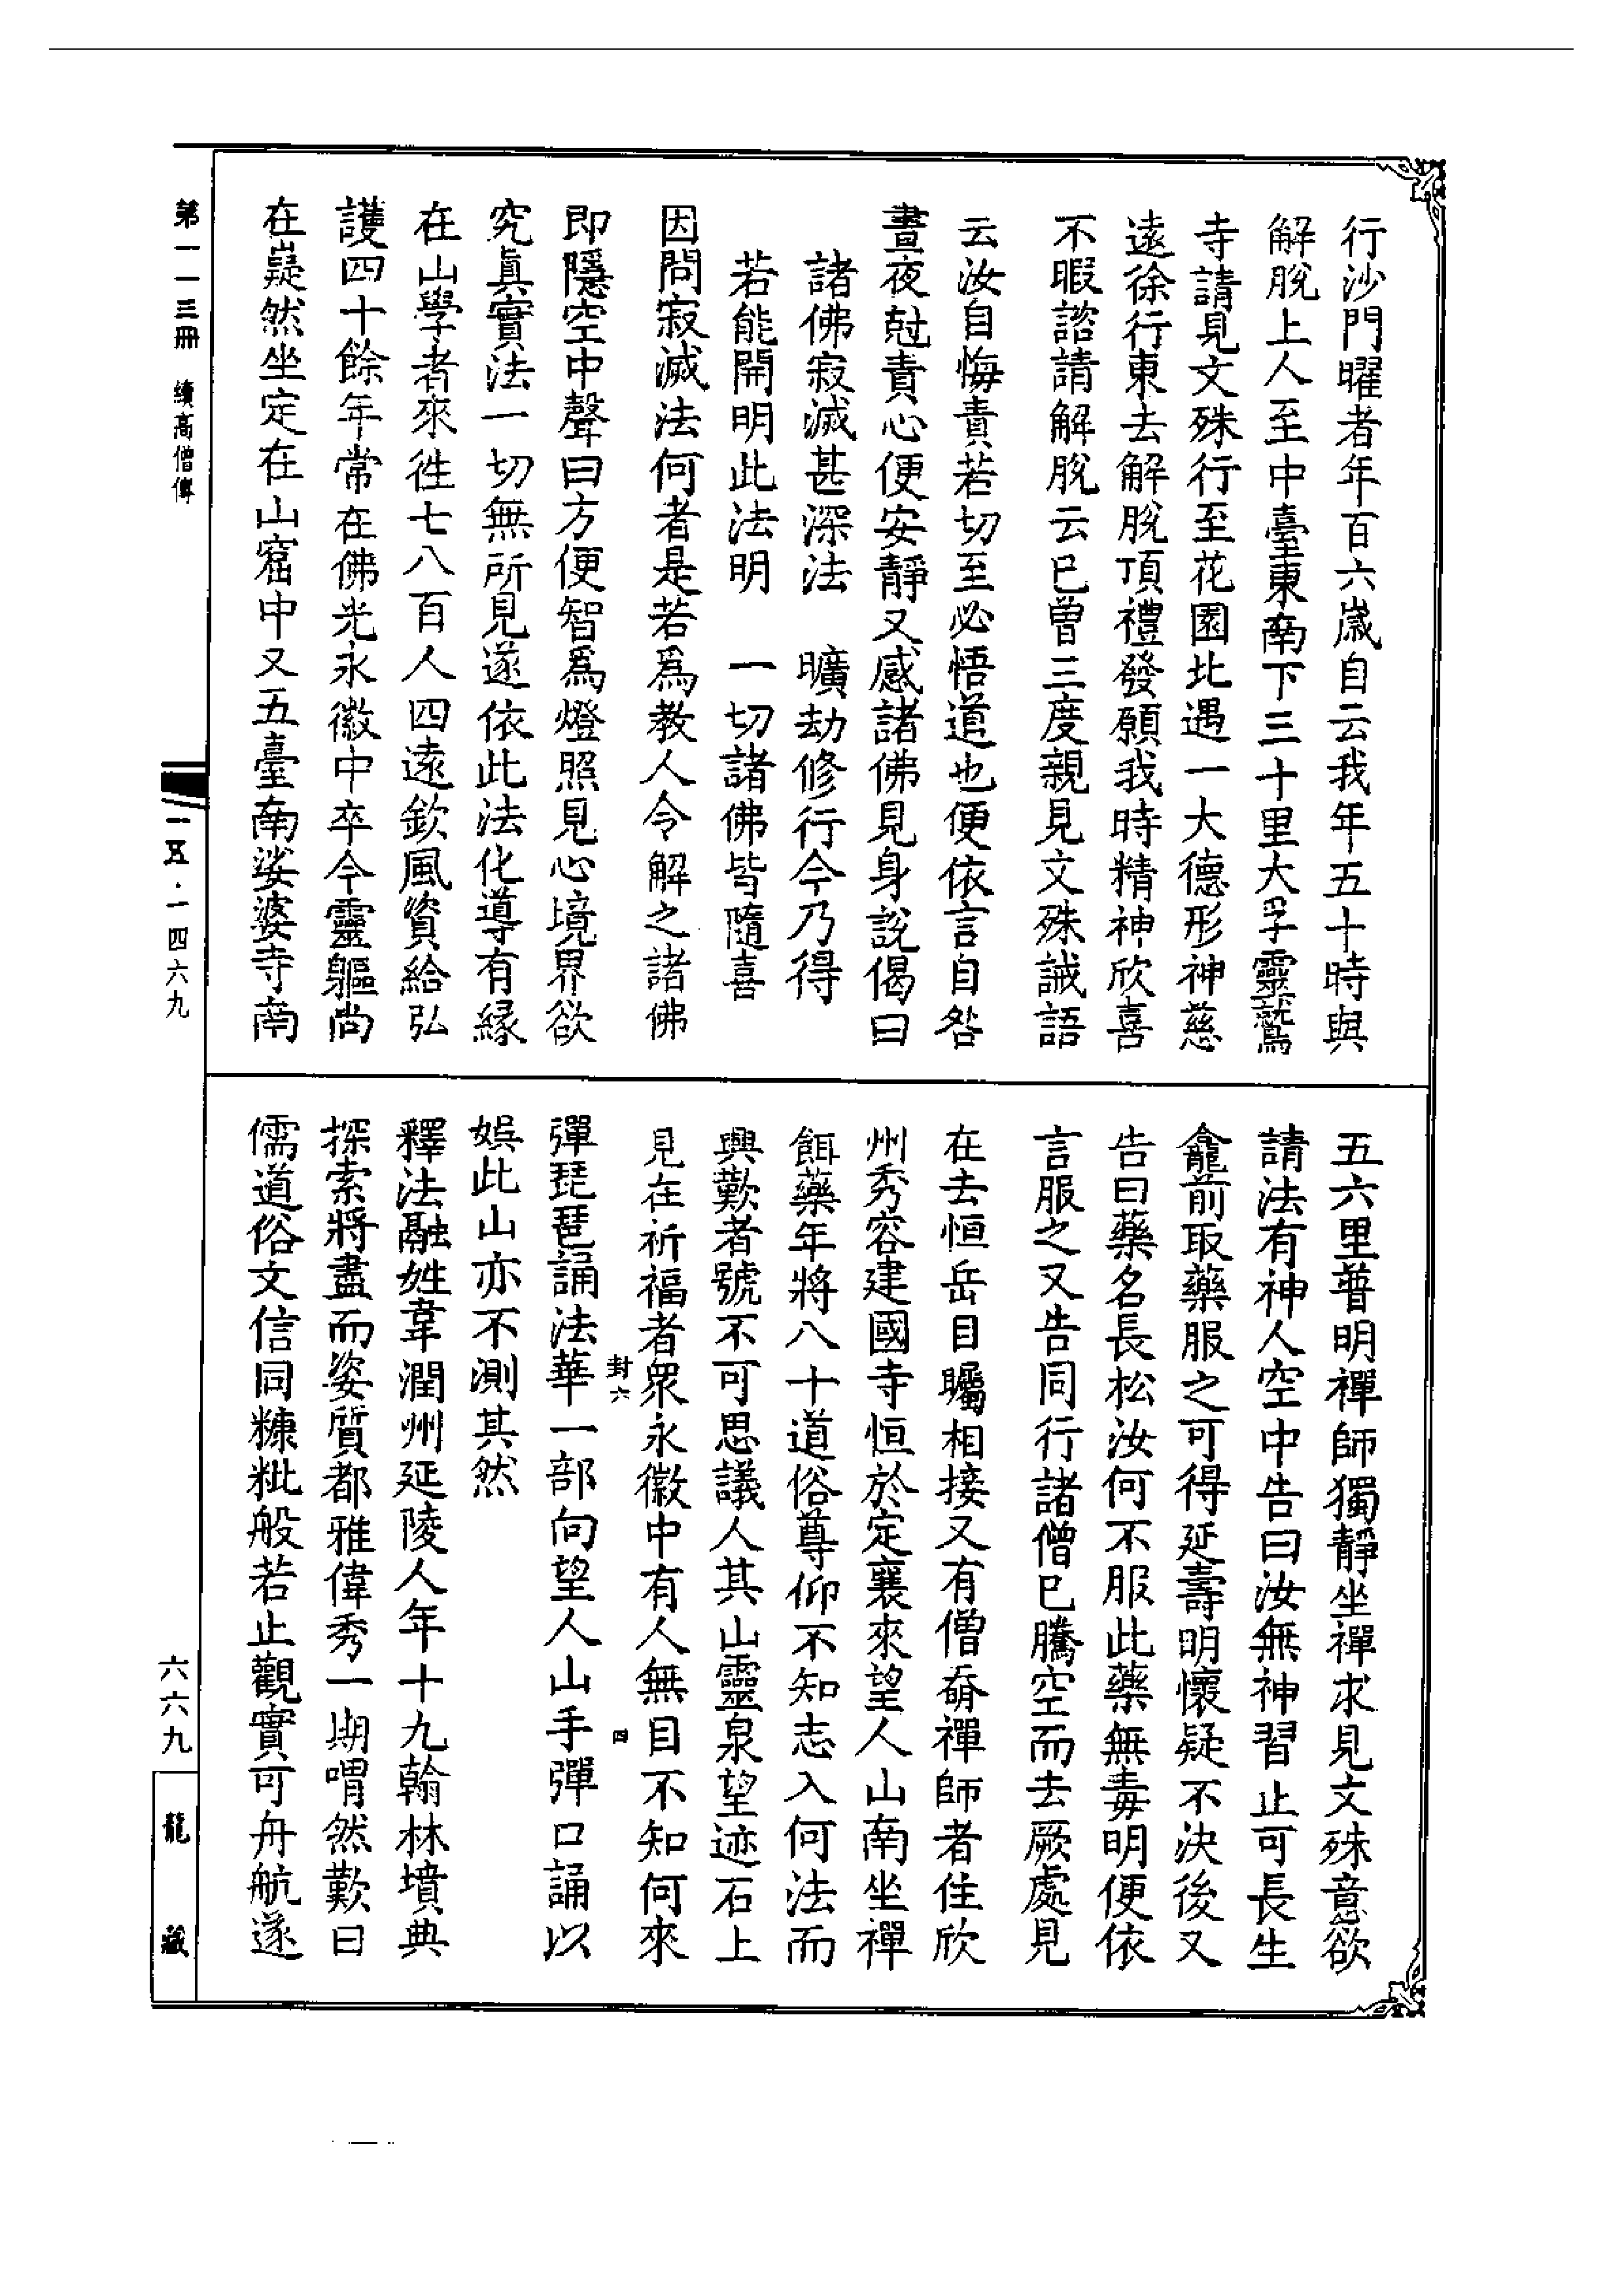 行沙門曜者年百六歲自云我年五十時與
解脫上人至中臺東南下三十里大孚靈鷲
寺請見文殊行至花園北遇一大德形神慈
遠徐行東去解脫頂禮發願我時精神欣喜
不暇諮請解脫云已曾三度親見文殊誡語
云汝自悔責若切至必悟道也便依言自咎
晝夜剋責心便安靜又感諸佛見身說偈曰
諸佛寂滅甚深法　曠劫修行今乃得
若能開明此法明　一切諸佛皆隨喜
因問寂滅法何者是若為教人令解之諸佛
即隱空中聲曰方便智為燈照見心境界欲
究真實法一切無所見遂依此法化導有緣
在山學者來往七八百人四遠欽風資給弘
護四十餘年常在佛光永徽中卒今靈軀尚
在嶷然坐定在山窟中又五臺南娑婆寺南
五六里普明禪師獨靜坐禪求見文殊意欲
請法有神人空中告曰汝無神習止可長生
龕前取藥服之可得延壽明懷疑不決後又
告曰藥名長松汝何不服此藥無毒明便依
言服之又告同行諸僧已騰空而去厥處見
在去恒岳目矚相接又有僧奣禪師者住欣
州秀容建國寺恒於定襄來望人山南坐禪
餌藥年將八十道俗尊仰不知志入何法而
興歎者號不可思議人其山靈泉望迹石上
見在祈福者眾永徽中有人無目不知何來
封六　四
彈琵琶誦法華一部向望人山手彈口誦以
娛此山亦不測其然
釋法融姓韋潤州延陵人年十九翰林墳典
探索將盡而姿質都雅偉秀一期喟然歎曰
儒道俗文信同糠粃般若止觀實可舟航遂
第一一三冊　續高僧傳
一五·一四六九
六六九
龍藏